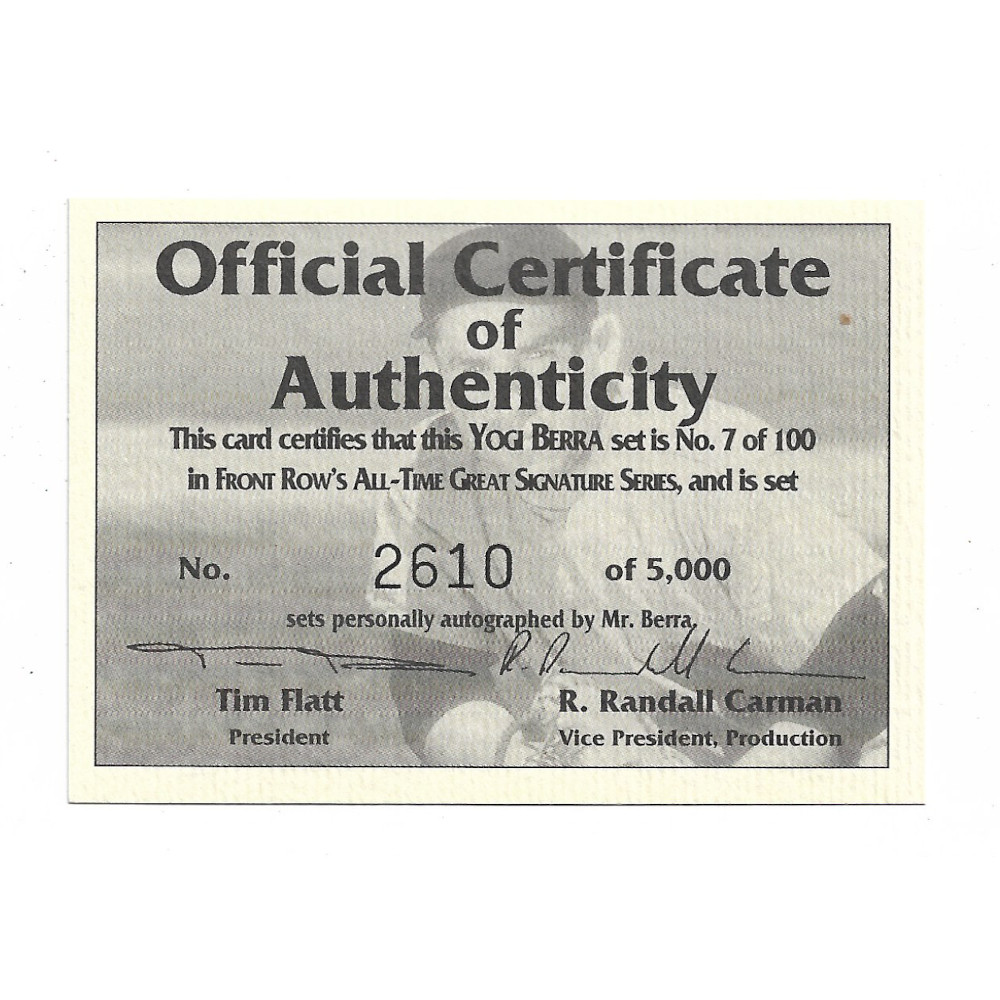 Official Certificate
of
Authenticity
This card certifies that this YOGI BERRA set is No. 7 of 100
in FRONT ROW'S ALL-TIME GREAT SIGNATURE SERIES, and is set
No. 2610 of 5,000
sets personally autographed by Mr. Berra.
R. Randall Carman
Tim Flatt R. Randall Carman
President Vice President, Production